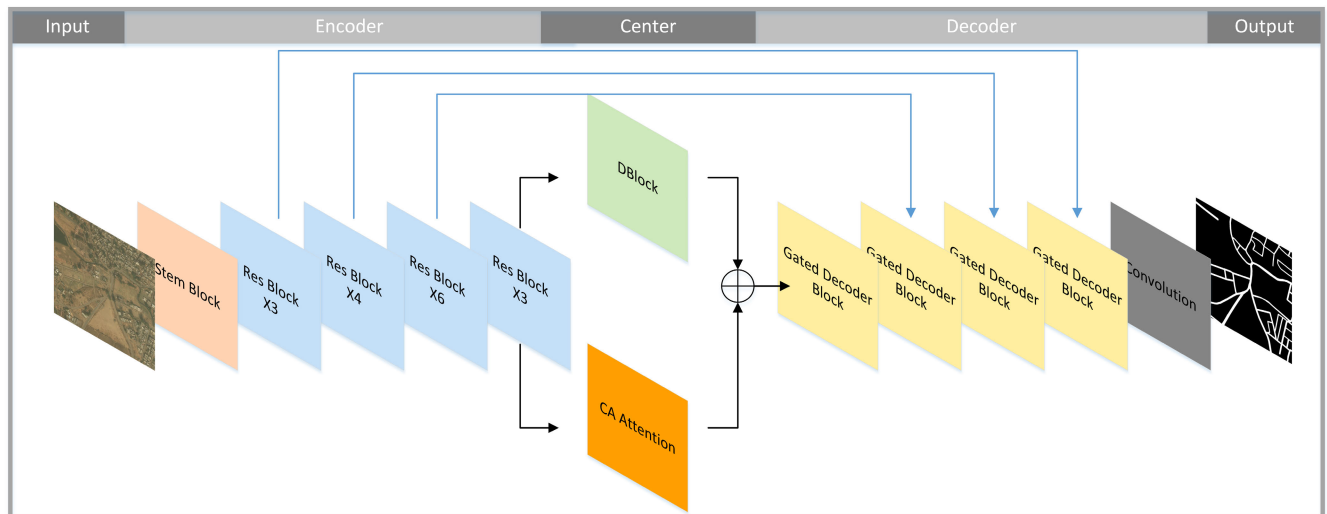 Input
Encoder
Center
Decoder
Output
Stem Block
Res Block
X3
Res Block
X4
Res Block
X6
Res Block
X3
DBlock
CA Attention
Gated Decoder
Block
Gated Decoder
Block
Gated Decoder
Block
Gated Decoder
Block
Convolution